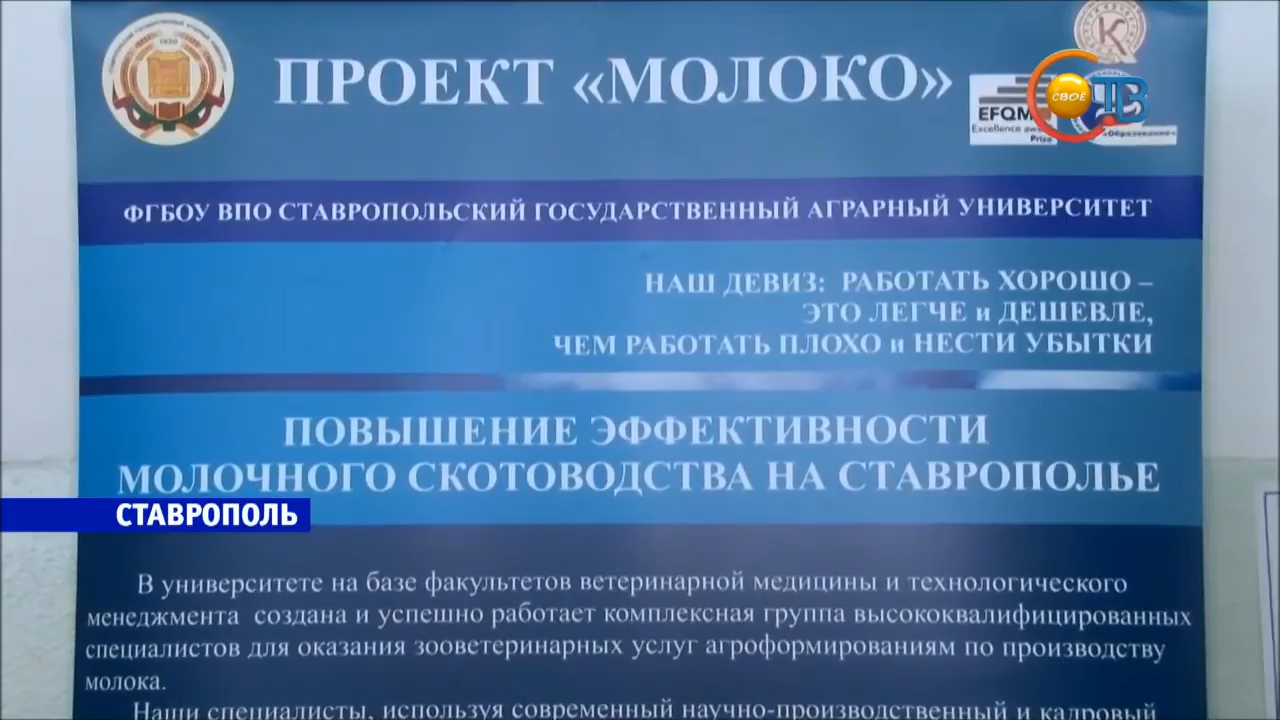 1930
К
ПРОЕКТ «МОЛОКО»
СВОЁ ТВ
EFQM
Excellence awa
Prize
«Образование»
ФГБОУ ВПО СТАВРОПОЛЬСКИЙ ГОСУДАРСТВЕННЫЙ АГРАРНЫЙ УНИВЕРСИТЕТ
НАШ ДЕВИЗ: РАБОТАТЬ ХОРОШО –
ЭТО ЛЕГЧЕ и ДЕШЕВЛЕ,
ЧЕМ РАБОТАТЬ ПЛОХО и НЕСТИ УБЫТКИ
ПОВЫШЕНИЕ ЭФФЕКТИВНОСТИ
МОЛОЧНОГО СКОТОВОДСТВА НА СТАВРОПОЛЬЕ
СТАВРОПОЛЬ
В университете на базе факультетов ветеринарной медицины и технологического
менеджмента создана и успешно работает комплексная группа высококвалифицированных
специалистов для оказания зооветеринарных услуг агроформированиям по производству
молока.
Наши специалисты, используя современный научно-производственный и кадровый